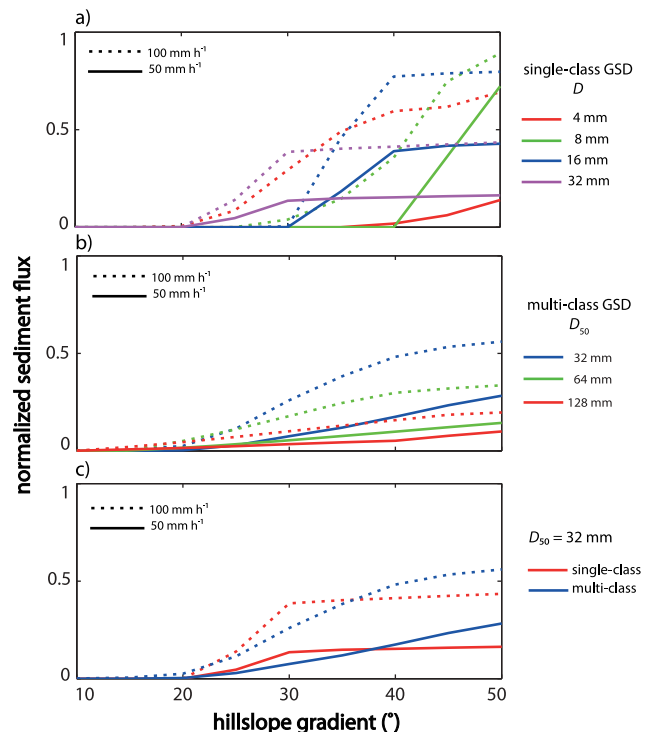 a)
1
100 mm h⁻¹
50 mm h⁻¹
0.5
0
single-class GSD
D
4 mm
8 mm
16 mm
32 mm
b)
1
100 mm h⁻¹
50 mm h⁻¹
0.5
0
multi-class GSD
D₅₀
32 mm
64 mm
128 mm
c)
1
100 mm h⁻¹
50 mm h⁻¹
0.5
0
D₅₀ = 32 mm
single-class
multi-class
10 20 30 40 50
hillslope gradient (°)
normalized sediment flux